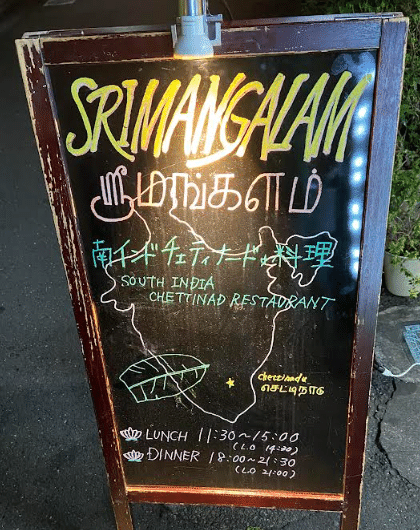 SRIMANGALAM
ஸ்ரீமங்களம்
南インドチェティナード料理
SOUTH INDIA
CHETTINAD RESTAURANT
chettinadu
செட்டிநாடு
LUNCH 11:30~15:00
(L.O 14:30)
DINNER 18:00~21:30
(L.O 21:00)